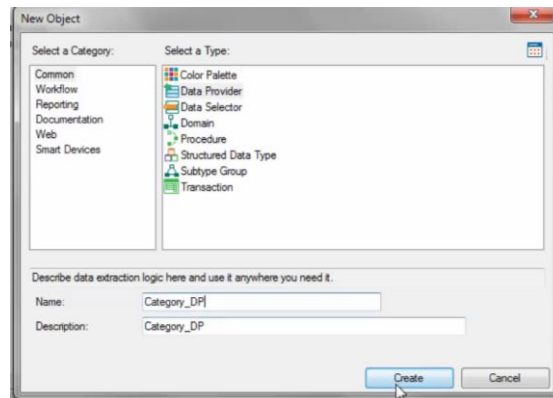 New Object
Select a Category:
Select a Type:
Common
Workflow
Reporting
Documentation
Web
Smart Devices
Color Palette
Data Provider
Data Selector
Domain
Procedure
Structured Data Type
Subtype Group
Transaction
Describe data extraction logic here and use it anywhere you need it.
Name: Category_DP
Description: Category_DP
Create Cancel